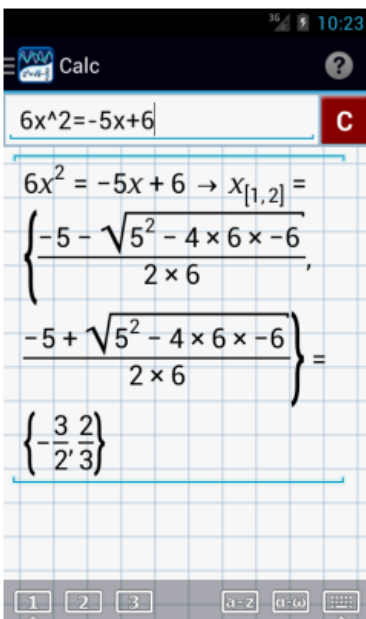 3G 10:23
Calc ?
6x^2=-5x+6 C
6x² = −5x + 6 → x[1,2] =
{(−5 − √(5² − 4 × 6 × −6))/(2 × 6),
(−5 + √(5² − 4 × 6 × −6))/(2 × 6)} =
{−3/2, 2/3}
1 2 3 a-z α-ω